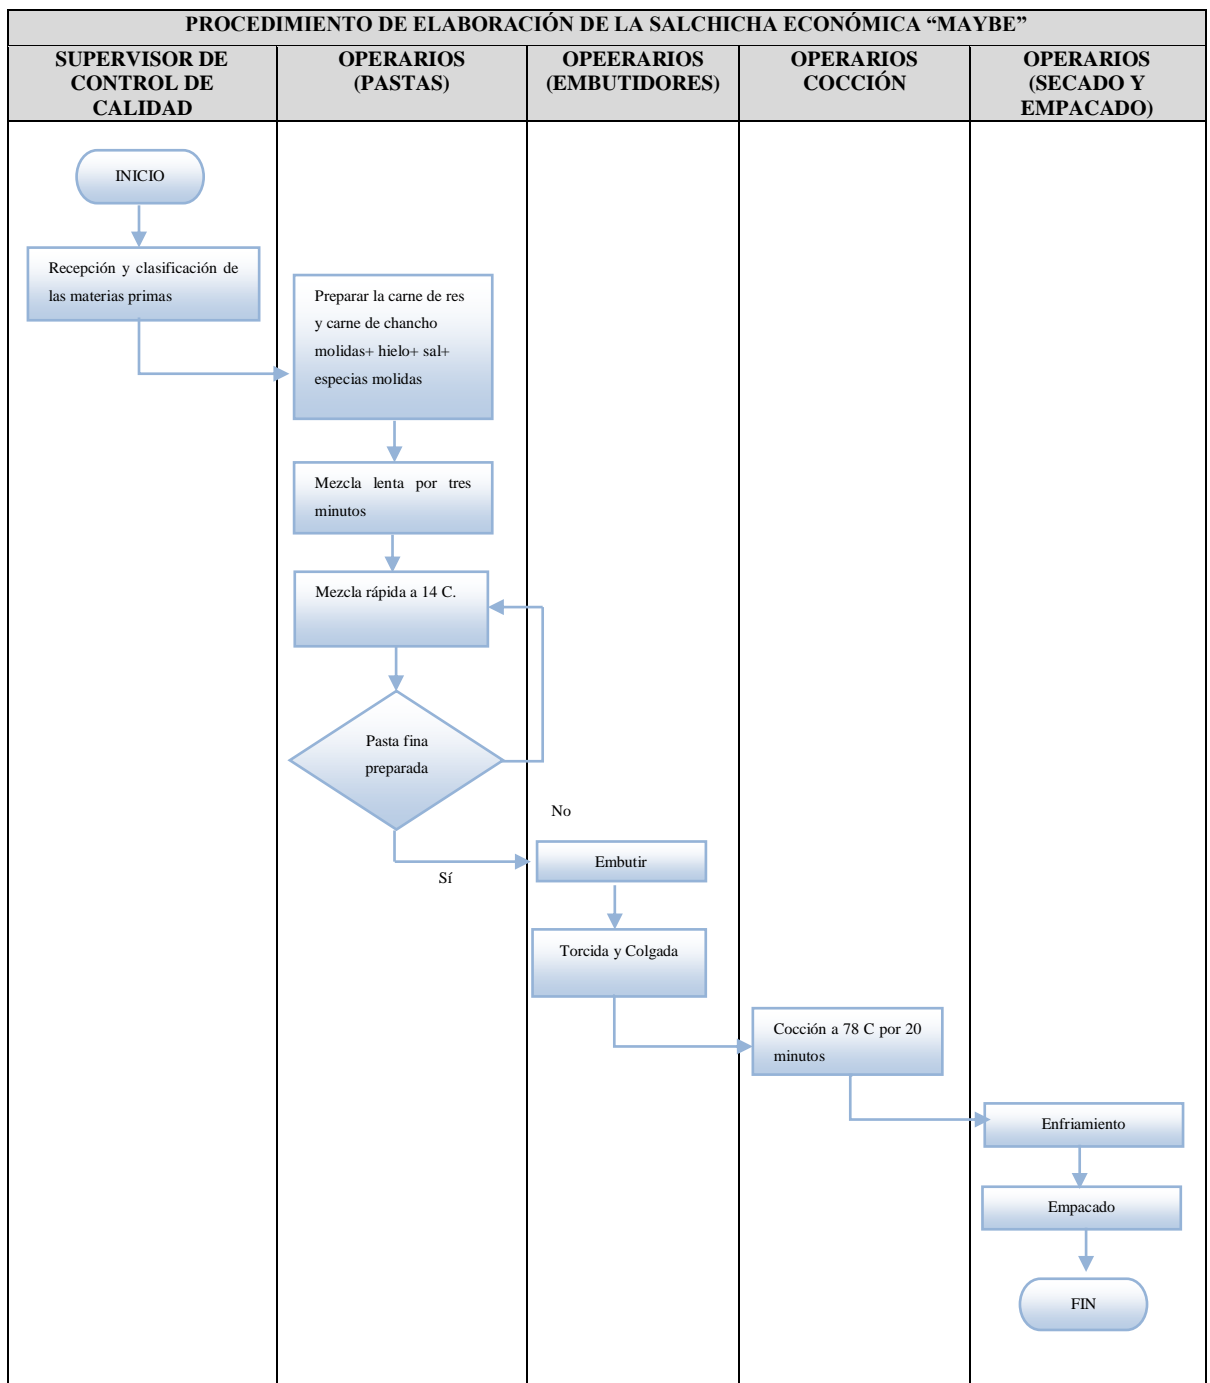 PROCEDIMIENTO DE ELABORACIÓN DE LA SALCHICHA ECONÓMICA “MAYBE”
SUPERVISOR DE
CONTROL DE
CALIDAD
OPERARIOS
(PASTAS)
OPEERARIOS
(EMBUTIDORES)
OPERARIOS
COCCIÓN
OPERARIOS
(SECADO Y
EMPACADO)
INICIO
Recepción y clasificación de
las materias primas
Preparar la carne de res
y carne de chancho
molidas+ hielo+ sal+
especias molidas
Mezcla lenta por tres
minutos
Mezcla rápida a 14 C.
Pasta fina
preparada
No
Sí
Embutir
Torcida y Colgada
Cocción a 78 C por 20
minutos
Enfriamiento
Empacado
FIN